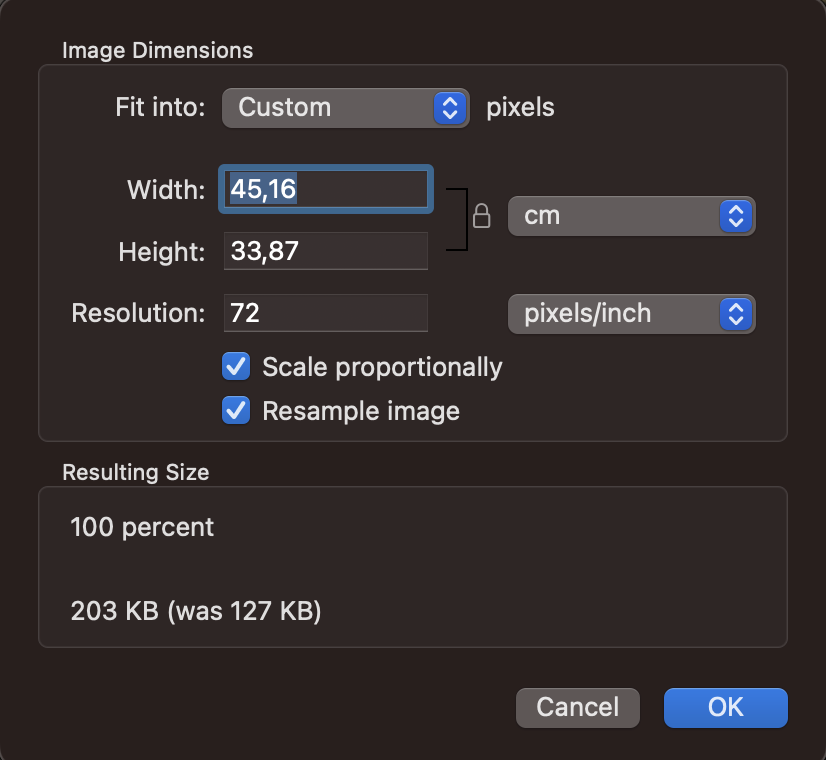 Image Dimensions
Fit into: Custom pixels
Width: 45,16
cm
Height: 33,87
Resolution: 72 pixels/inch
Scale proportionally
Resample image
Resulting Size
100 percent
203 KB (was 127 KB)
Cancel OK